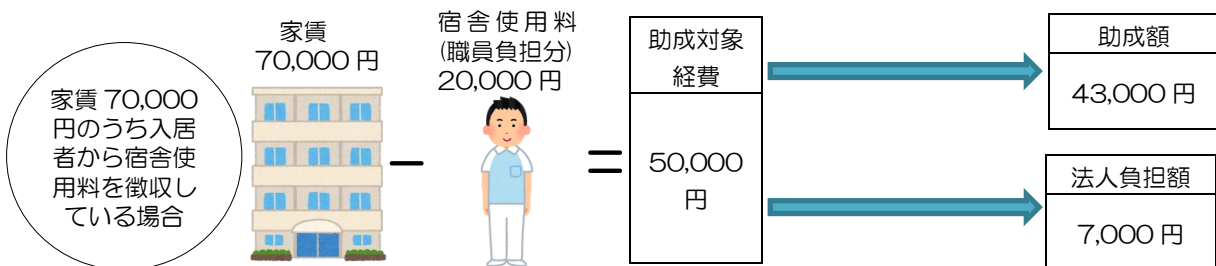 家賃 70,000
円のうち入居
者から宿舎使
用料を徴収し
ている場合
家賃
70,000 円
－
宿舎使用料
(職員負担分)
20,000 円
＝
助成対象
経費
50,000
円
助成額
43,000 円
法人負担額
7,000 円